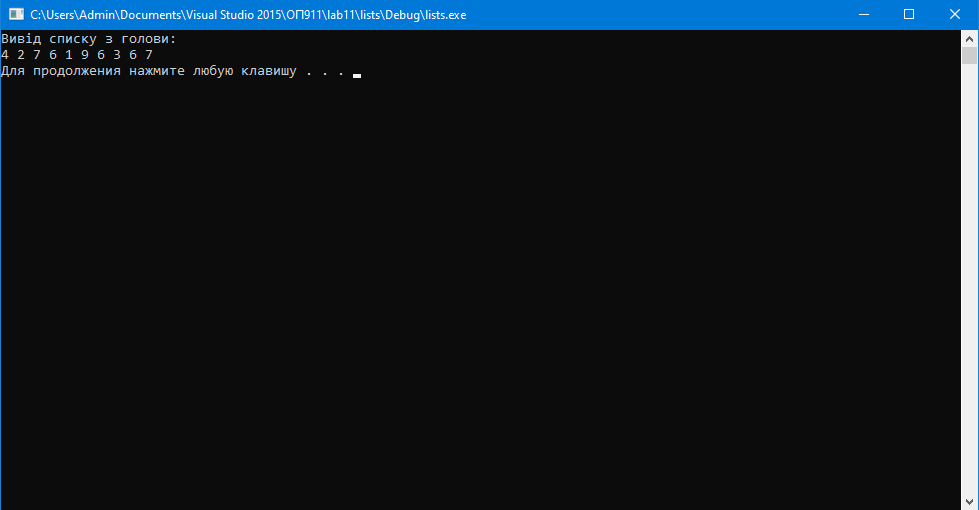 C:\Users\Admin\Documents\Visual Studio 2015\ОП911\lab11\lists\Debug\lists.exe
Вивід списку з голови:
4 2 7 6 1 9 6 3 6 7
Для продолжения нажмите любую клавишу . . .